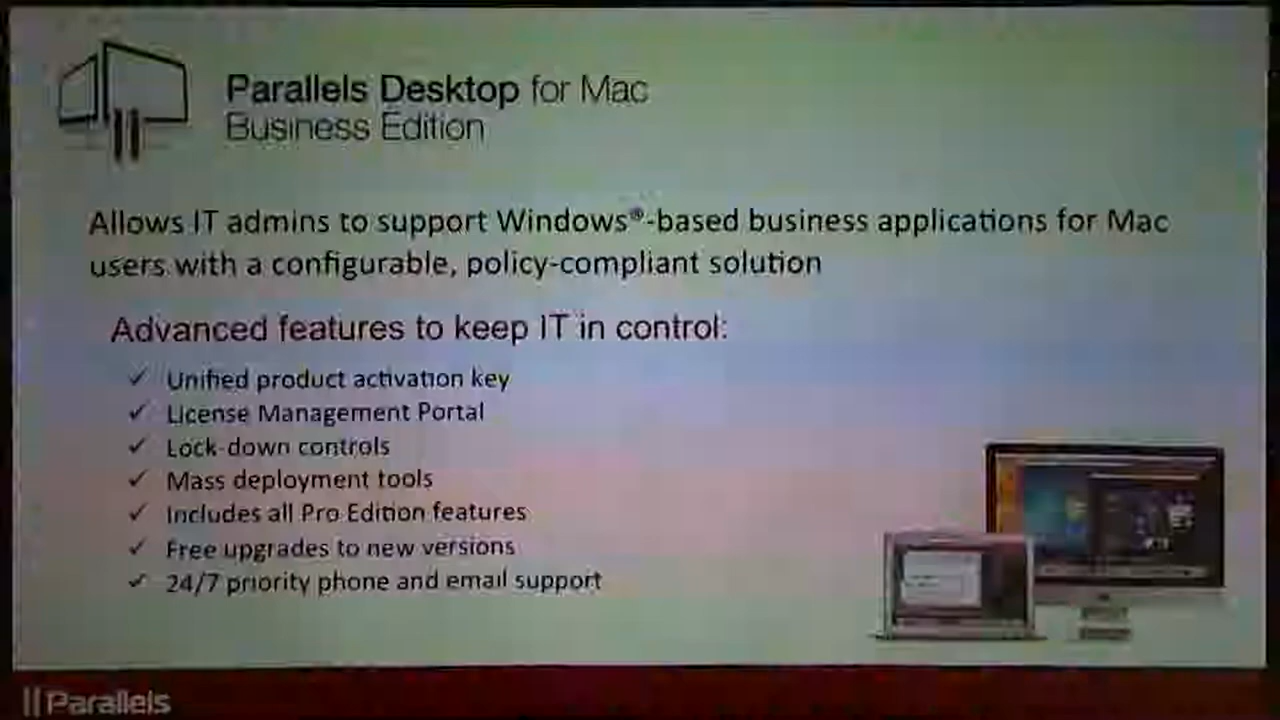 Parallels Desktop for Mac
Business Edition
Allows IT admins to support Windows®-based business applications for Mac
users with a configurable, policy-compliant solution
Advanced features to keep IT in control:
✓ Unified product activation key
✓ License Management Portal
✓ Lock-down controls
✓ Mass deployment tools
✓ Includes all Pro Edition features
✓ Free upgrades to new versions
✓ 24/7 priority phone and email support
|| Parallels